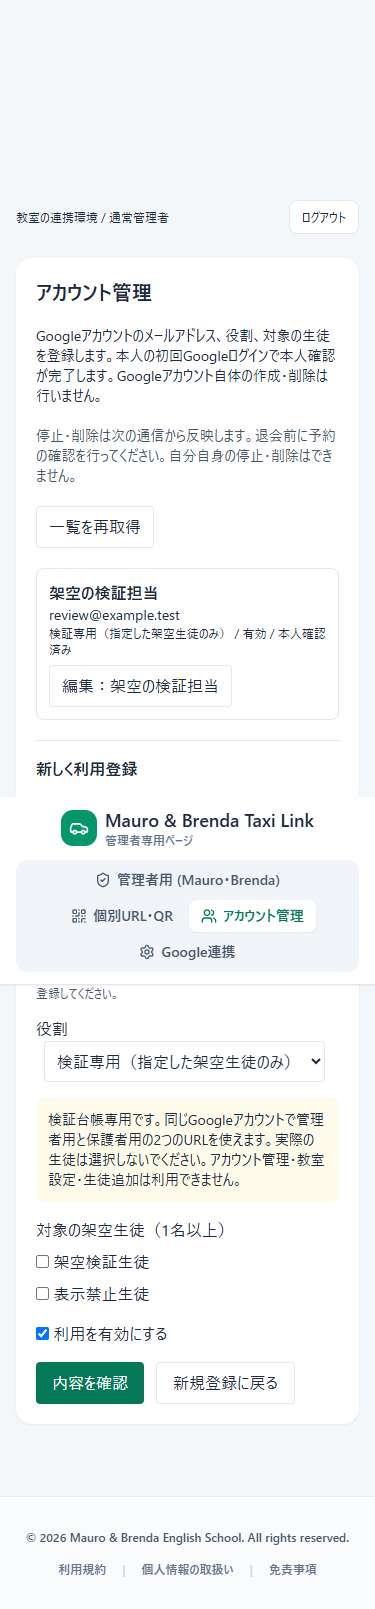 教室の連携環境 / 通常管理者
ログアウト
アカウント管理
Googleアカウントのメールアドレス、役割、対象の生徒
を登録します。本人の初回Googleログインで本人確認
が完了します。Googleアカウント自体の作成・削除は
行いません。
停止・削除は次の通信から反映します。退会前に予約
の確認を行ってください。自分自身の停止・削除はでき
ません。
一覧を再取得
架空の検証担当
review@example.test
検証専用（指定した架空生徒のみ） / 有効 / 本人確認
済み
編集：架空の検証担当
新しく利用登録
Mauro & Brenda Taxi Link
管理者専用ページ
管理者用 (Mauro・Brenda)
個別URL・QR
アカウント管理
Google連携
登録してください。
役割
検証専用（指定した架空生徒のみ）
検証台帳専用です。同じGoogleアカウントで管理
者用と保護者用の2つのURLを使えます。実際の
生徒は選択しないでください。アカウント管理・教室
設定・生徒追加は利用できません。
対象の架空生徒（1名以上）
架空検証生徒
表示禁止生徒
利用を有効にする
内容を確認
新規登録に戻る
© 2026 Mauro & Brenda English School. All rights reserved.
利用規約 | 個人情報の取扱い | 免責事項